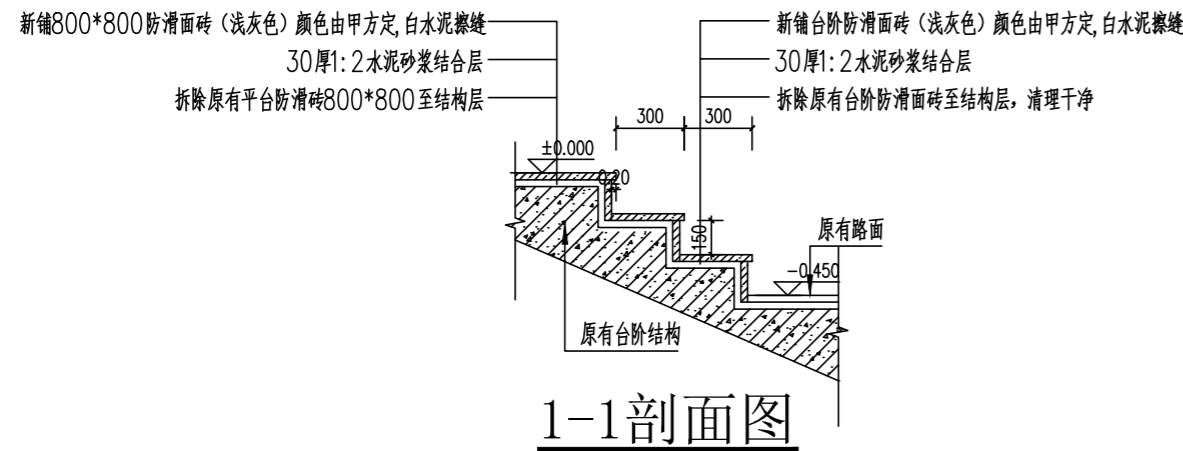 新铺800*800防滑面砖（浅灰色）颜色由甲方定,白水泥擦缝
30厚1:2水泥砂浆结合层
拆除原有平台防滑砖800*800至结构层
新铺台阶防滑面砖（浅灰色）颜色由甲方定,白水泥擦缝
30厚1:2水泥砂浆结合层
拆除原有台阶防滑面砖至结构层，清理干净
300
300
±0.000
20
150
原有路面
-0.450
原有台阶结构
1-1剖面图